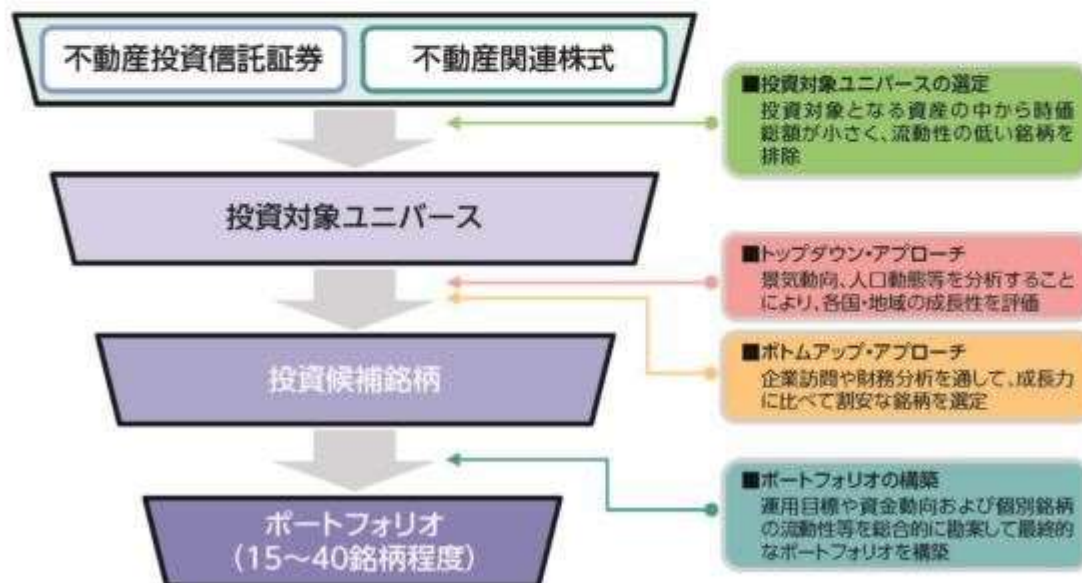 不動産投資信託証券
不動産関連株式
■投資対象ユニバースの選定
投資対象となる資産の中から時価
総額が小さく、流動性の低い銘柄を
排除
投資対象ユニバース
■トップダウン・アプローチ
景気動向、人口動態等を分析すること
により、各国・地域の成長性を評価
■ボトムアップ・アプローチ
企業訪問や財務分析を通して、成長力
に比べて割安な銘柄を選定
投資候補銘柄
■ポートフォリオの構築
運用目標や資金動向および個別銘柄
の流動性等を総合的に勘案して最終的
なポートフォリオを構築
ポートフォリオ
(15～40銘柄程度)